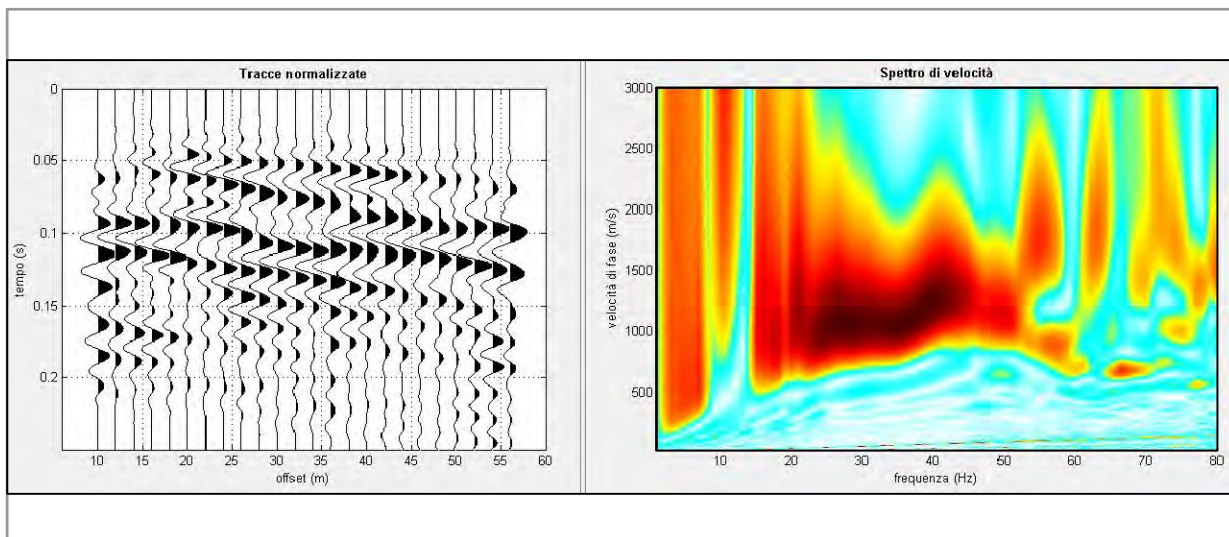 Tracce normalizzate
0
0.05
0.1
0.15
0.2
tempo (s)
10 15 20 25 30 35 40 45 50 55 60
offset (m)
Spettro di velocità
3000
2500
2000
1500
1000
500
velocità di fase (m/s)
10 20 30 40 50 60 70 80
frequenza (Hz)